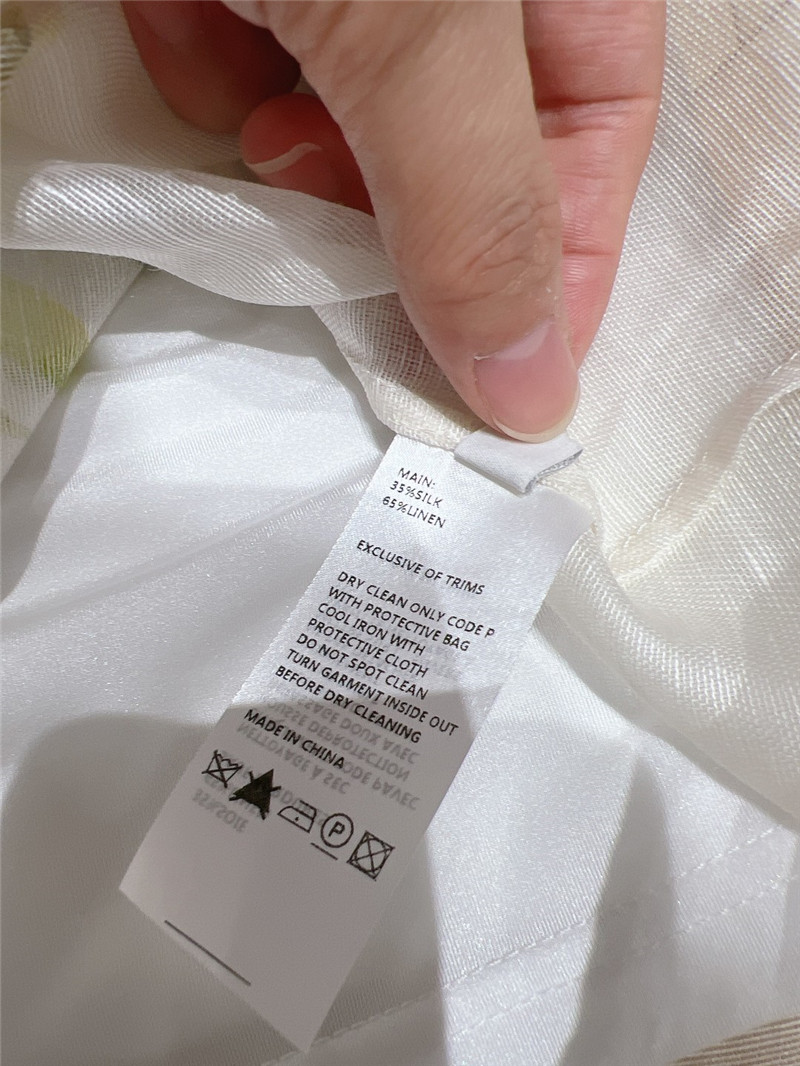 MAIN:
35%SILK
65%LINEN
EXCLUSIVE OF TRIMS
DRY CLEAN ONLY CODE P
WITH PROTECTIVE BAG
COOL IRON WITH
PROTECTIVE CLOTH
DO NOT SPOT CLEAN
TURN GARMENT INSIDE OUT
BEFORE DRY CLEANING
MADE IN CHINA
P